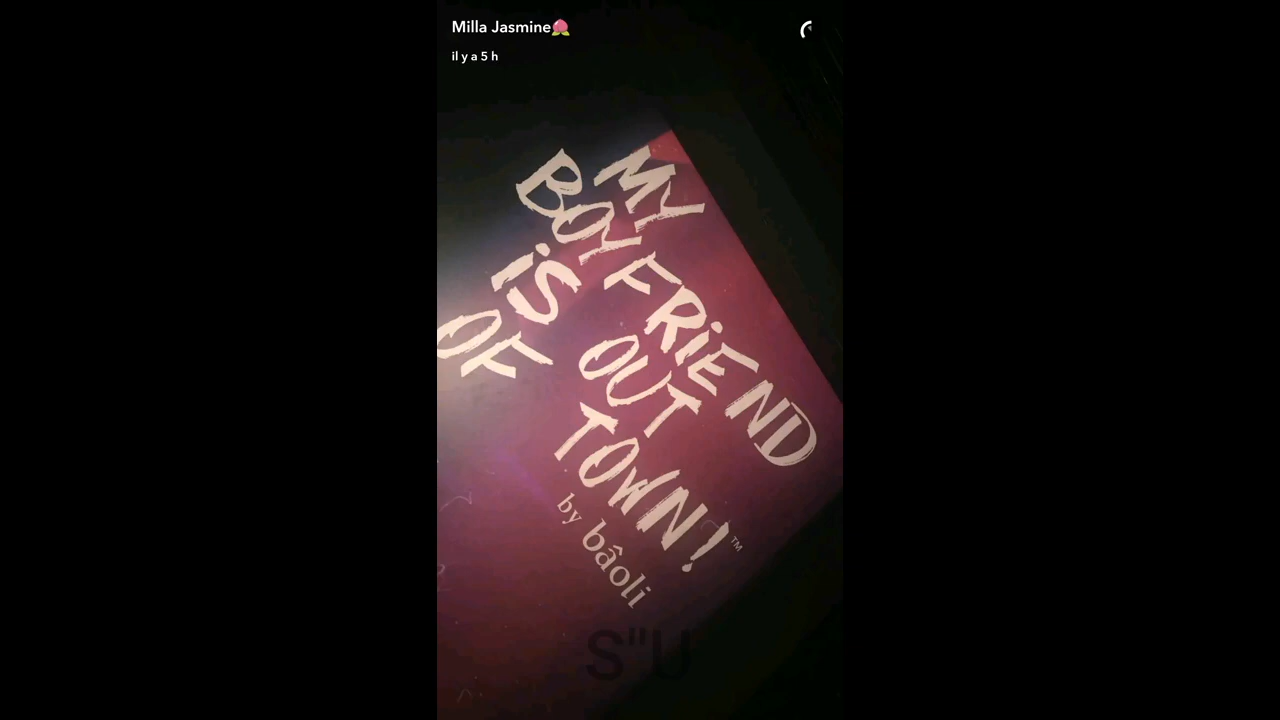 Milla Jasmine🍑
il y a 5 h
MY
BOYFRIEND
iS OUT
OF TOWN!™
by bâoli
S"U